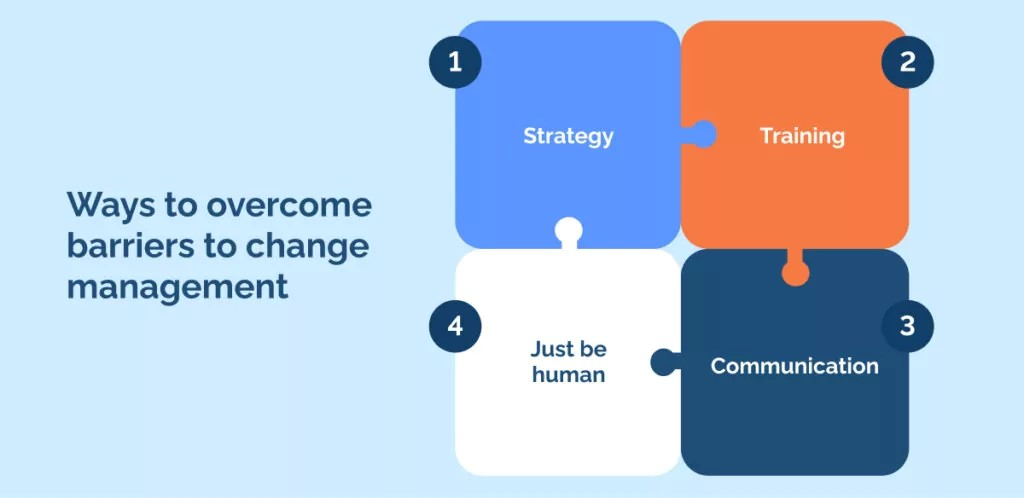 Ways to overcome
barriers to change
management
1
Strategy
2
Training
3
Communication
4
Just be
human